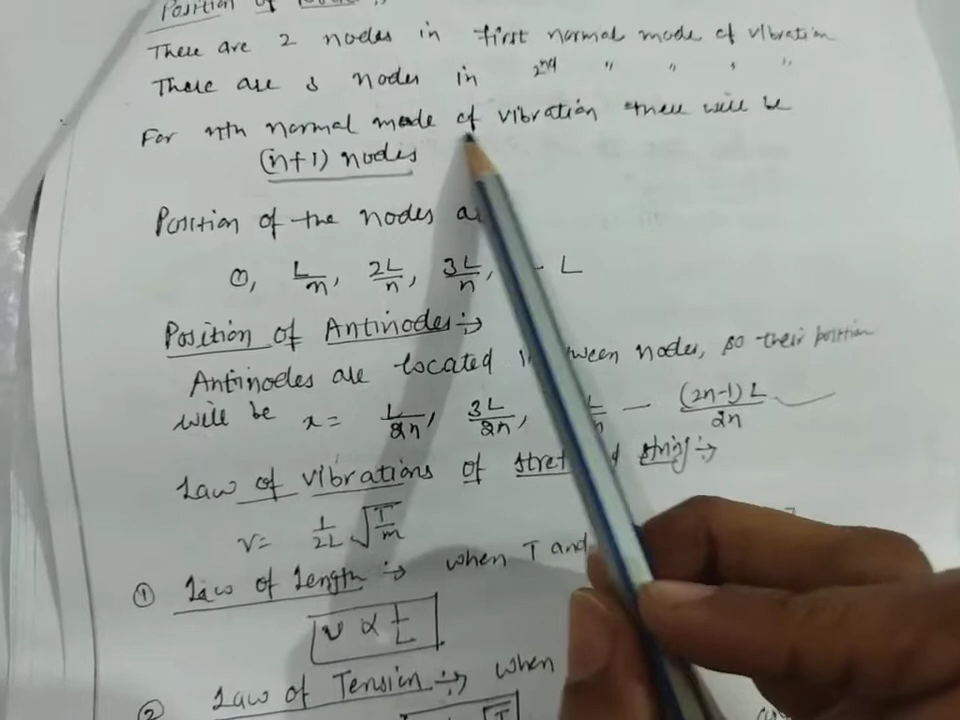 Position of
There are 2 nodes in first normal mode of vibration
There are 3 nodes in 2nd " " " "
For nth normal mode of vibration there will be
(n+1) nodes
Position of the nodes a
0, L/n, 2L/n, 3L/n, - L
Position of Antinodes :→
Antinodes are located between nodes, so their position
will be x = L/2n, 3L/2n, — (2n-1)L/2n
Law of vibrations of stret d string :→
ν = 1/2L √T/m
① Law of Length :→ when T and
ν ∝ 1/L
② Law of Tension :→ when